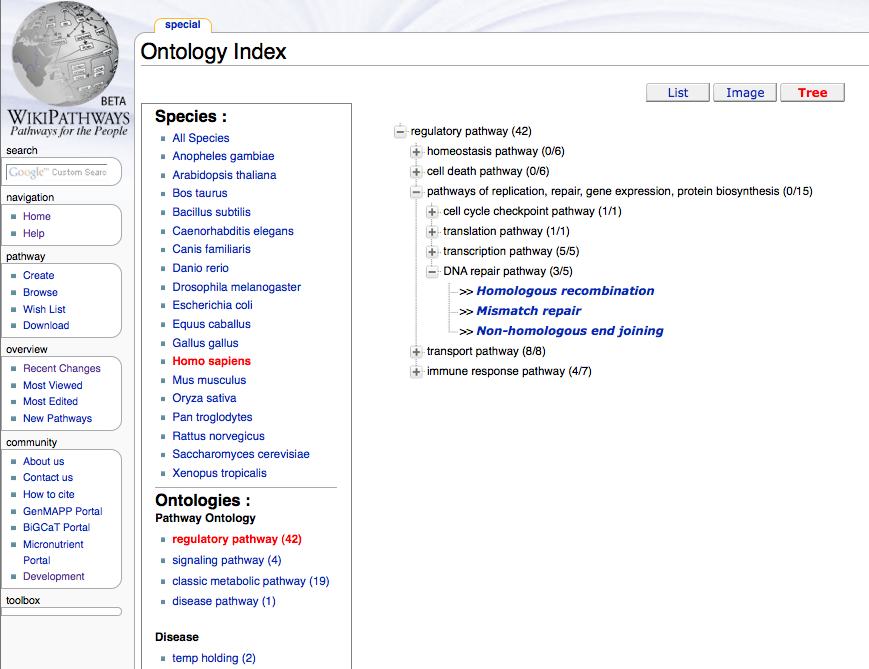 special
Ontology Index
BETA
WIKIPATHWAYS
Pathways for the People
search
Google™ Custom Searc
navigation
Home
Help
pathway
Create
Browse
Wish List
Download
overview
Recent Changes
Most Viewed
Most Edited
New Pathways
community
About us
Contact us
How to cite
GenMAPP Portal
BiGCaT Portal
Micronutrient
Portal
Development
toolbox
Species :
All Species
Anopheles gambiae
Arabidopsis thaliana
Bos taurus
Bacillus subtilis
Caenorhabditis elegans
Canis familiaris
Danio rerio
Drosophila melanogaster
Escherichia coli
Equus caballus
Gallus gallus
Homo sapiens
Mus musculus
Oryza sativa
Pan troglodytes
Rattus norvegicus
Saccharomyces cerevisiae
Xenopus tropicalis
Ontologies :
Pathway Ontology
regulatory pathway (42)
signaling pathway (4)
classic metabolic pathway (19)
disease pathway (1)
Disease
temp holding (2)
List Image Tree
regulatory pathway (42)
homeostasis pathway (0/6)
cell death pathway (0/6)
pathways of replication, repair, gene expression, protein biosynthesis (0/15)
cell cycle checkpoint pathway (1/1)
translation pathway (1/1)
transcription pathway (5/5)
DNA repair pathway (3/5)
>> Homologous recombination
>> Mismatch repair
>> Non-homologous end joining
transport pathway (8/8)
immune response pathway (4/7)